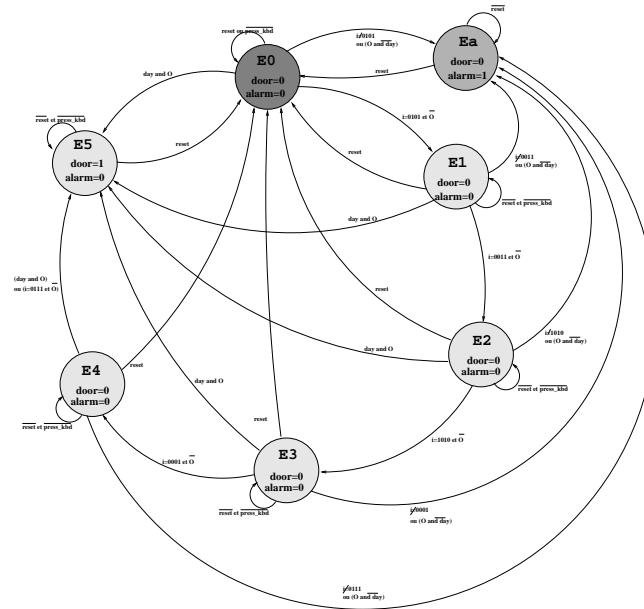 reset
reset ou press_kbd
i≠0101
ou (O and day)
Ea
door=0
alarm=1
E0
door=0
alarm=0
reset
day and O
i=0101 et O
reset et press_kbd
E5
door=1
alarm=0
reset
reset
E1
door=0
alarm=0
i≠0011
ou (O and day)
reset et press_kbd
day and O
i=0011 et O
(day and O)
ou (i=0111 et O)
reset
E2
door=0
alarm=0
i≠1010
ou (O and day)
day and O
reset
E4
door=0
alarm=0
day and O
reset et press_kbd
reset
reset et press_kbd
i=1010 et O
E3
door=0
alarm=0
i=0001 et O
reset et press_kbd
i≠0001
ou (O and day)
i≠0111
ou (O and day)